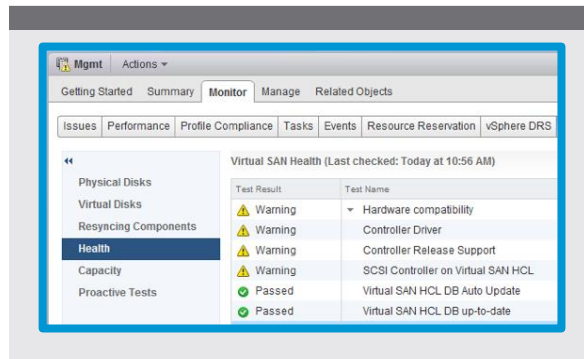 Mgmt Actions
Getting Started Summary Monitor Manage Related Objects
Issues Performance Profile Compliance Tasks Events Resource Reservation vSphere DRS
Virtual SAN Health (Last checked: Today at 10:56 AM)
Physical Disks
Virtual Disks
Resyncing Components
Health
Capacity
Proactive Tests
Test Result Test Name
Warning Hardware compatibility
Warning Controller Driver
Warning Controller Release Support
Warning SCSI Controller on Virtual SAN HCL
Passed Virtual SAN HCL DB Auto Update
Passed Virtual SAN HCL DB up-to-date